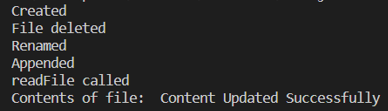 Created
File deleted
Renamed
Appended
readFile called
Contents of file:  Content Updated Successfully